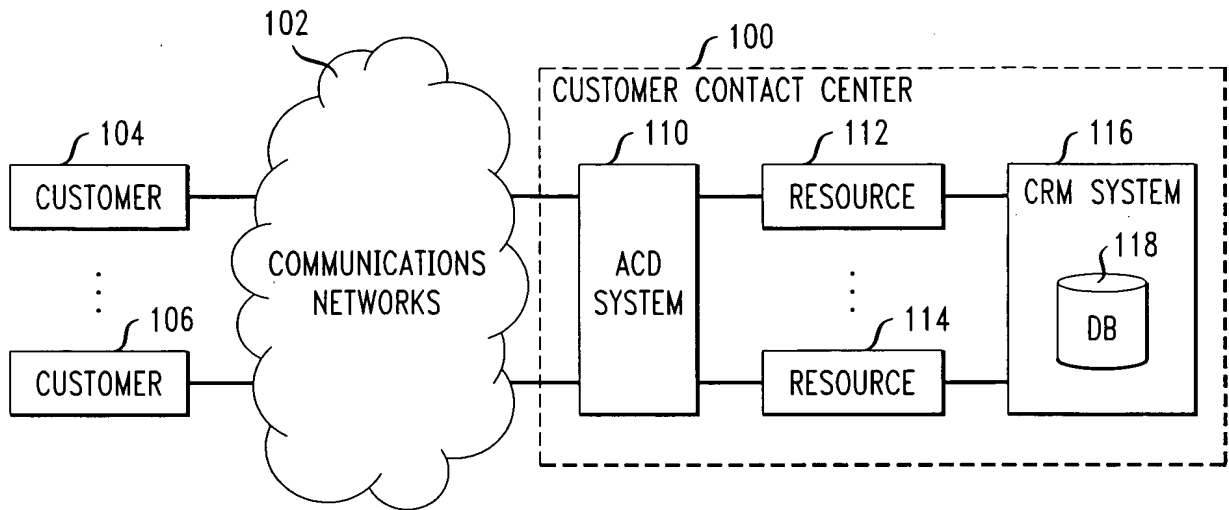 102
100
CUSTOMER CONTACT CENTER
104
110
112
116
CUSTOMER
RESOURCE
CRM SYSTEM
118
DB
COMMUNICATIONS
NETWORKS
ACD
SYSTEM
106
114
CUSTOMER
RESOURCE